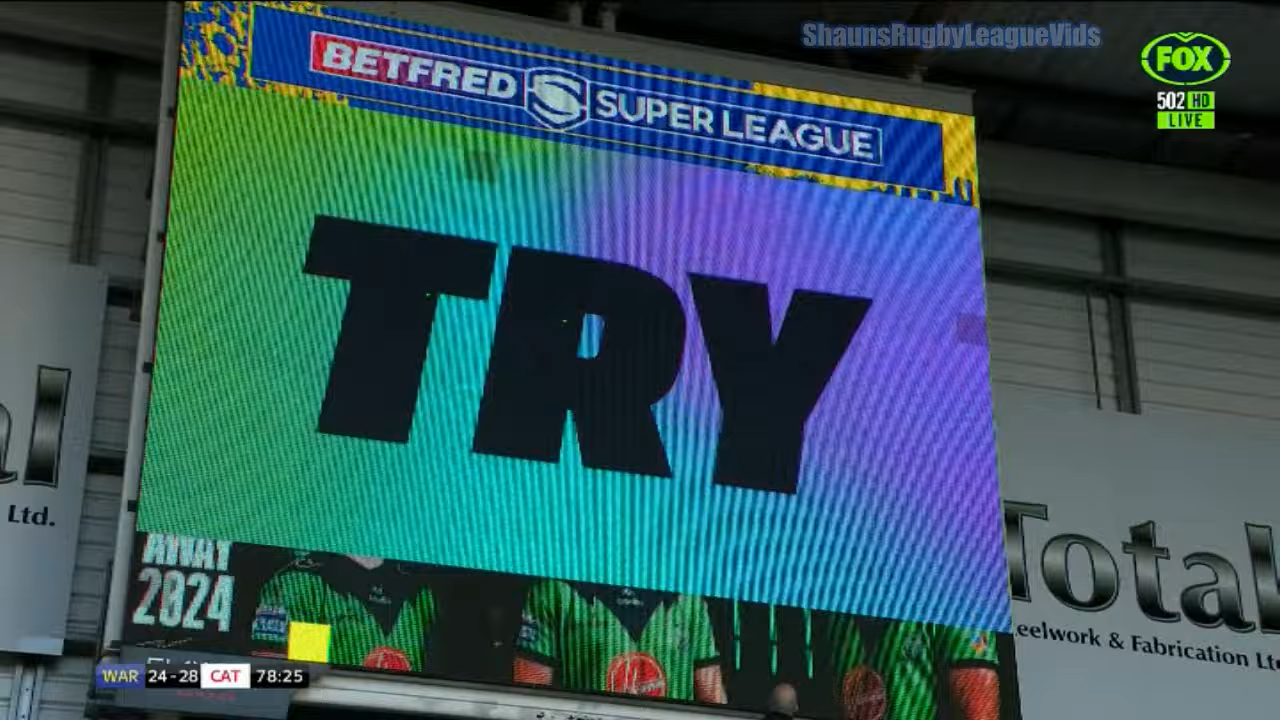 ShaunsRugbyLeagueVids
FOX
502 HD
LIVE
BETFRED SUPER LEAGUE
TRY
AWAY
2024
Ltd.
Total
eelwork & Fabrication Lt
WAR 24-28 CAT 78:25